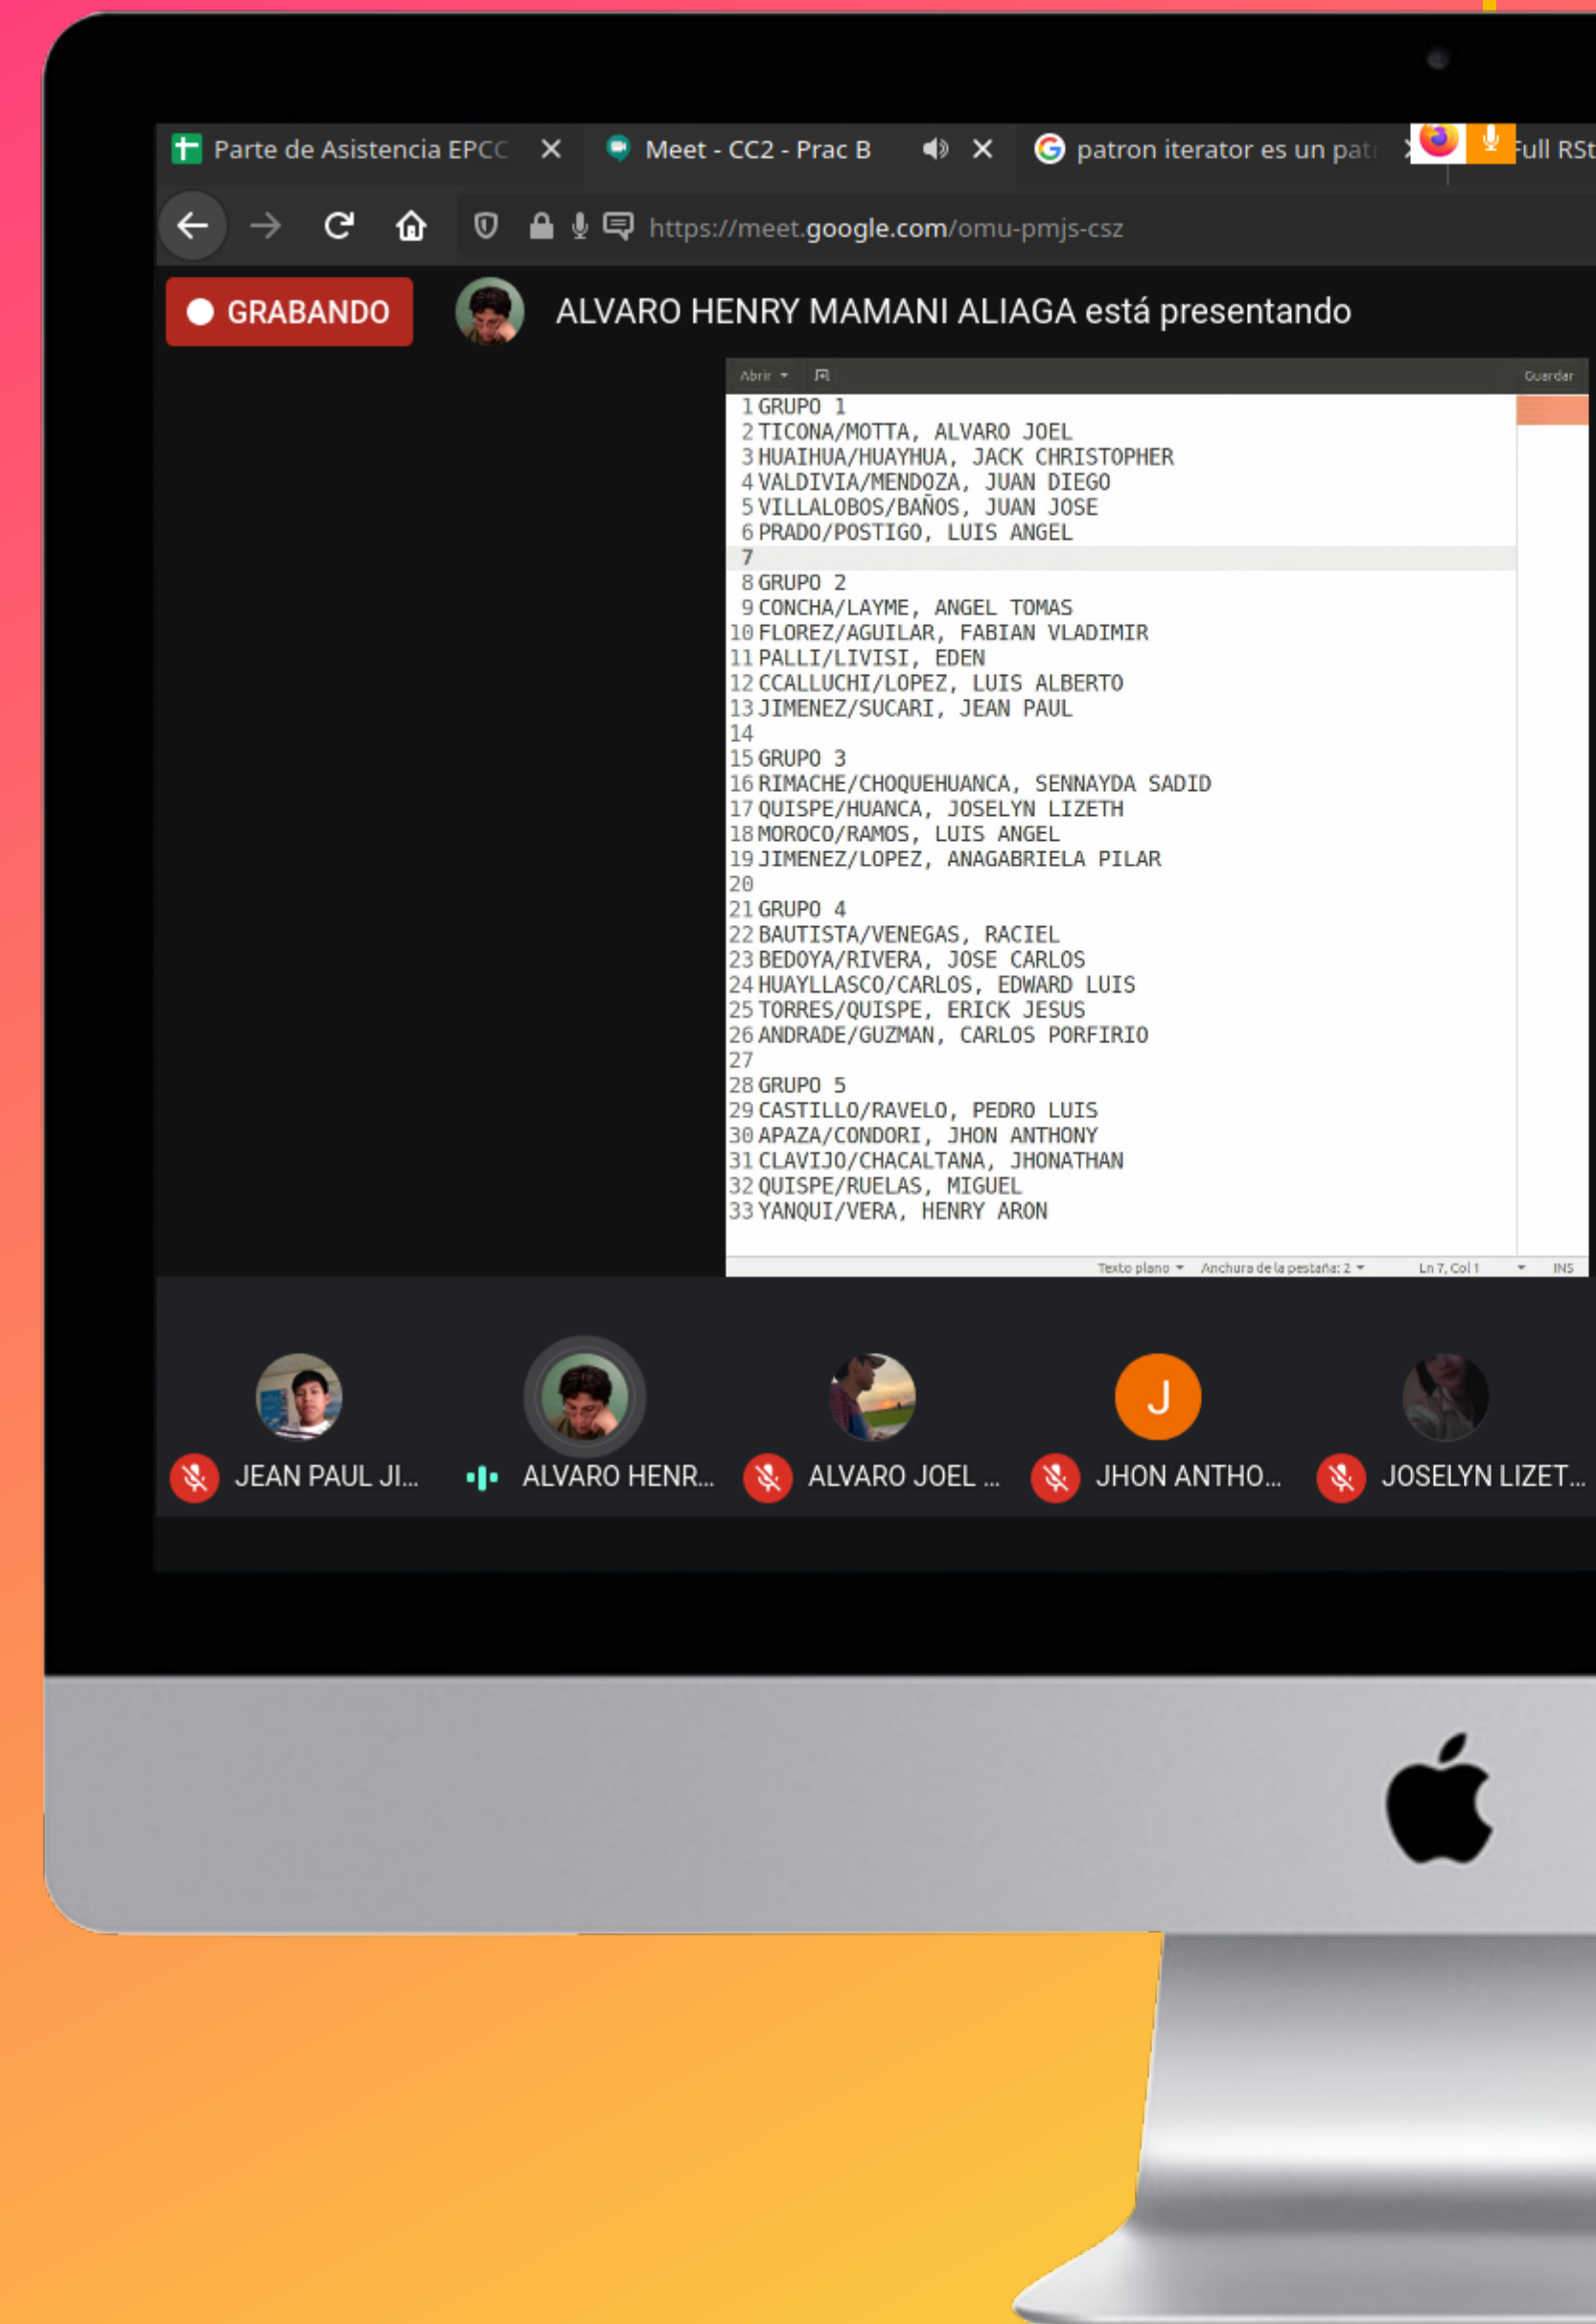 Parte de Asistencia EPCC
Meet - CC2 - Prac B
patron iterator es un pat
Full RSt
https://meet.google.com/omu-pmjs-csz
GRABANDO
ALVARO HENRY MAMANI ALIAGA está presentando
Abrir
Guardar
1 GRUPO 1
2 TICONA/MOTTA, ALVARO JOEL
3 HUAIHUA/HUAYHUA, JACK CHRISTOPHER
4 VALDIVIA/MENDOZA, JUAN DIEGO
5 VILLALOBOS/BAÑOS, JUAN JOSE
6 PRADO/POSTIGO, LUIS ANGEL
7
8 GRUPO 2
9 CONCHA/LAYME, ANGEL TOMAS
10 FLOREZ/AGUILAR, FABIAN VLADIMIR
11 PALLI/LIVISI, EDEN
12 CCALLUCHI/LOPEZ, LUIS ALBERTO
13 JIMENEZ/SUCARI, JEAN PAUL
14
15 GRUPO 3
16 RIMACHE/CHOQUEHUANCA, SENNAYDA SADID
17 QUISPE/HUANCA, JOSELYN LIZETH
18 MOROCO/RAMOS, LUIS ANGEL
19 JIMENEZ/LOPEZ, ANAGABRIELA PILAR
20
21 GRUPO 4
22 BAUTISTA/VENEGAS, RACIEL
23 BEDOYA/RIVERA, JOSE CARLOS
24 HUAYLLASCO/CARLOS, EDWARD LUIS
25 TORRES/QUISPE, ERICK JESUS
26 ANDRADE/GUZMAN, CARLOS PORFIRIO
27
28 GRUPO 5
29 CASTILLO/RAVELO, PEDRO LUIS
30 APAZA/CONDORI, JHON ANTHONY
31 CLAVIJO/CHACALTANA, JHONATHAN
32 QUISPE/RUELAS, MIGUEL
33 YANQUI/VERA, HENRY ARON
Texto plano Anchura de la pestaña: 2 Ln 7, Col 1 INS
JEAN PAUL JI...
ALVARO HENR...
ALVARO JOEL ...
J
JHON ANTHO...
JOSELYN LIZET...